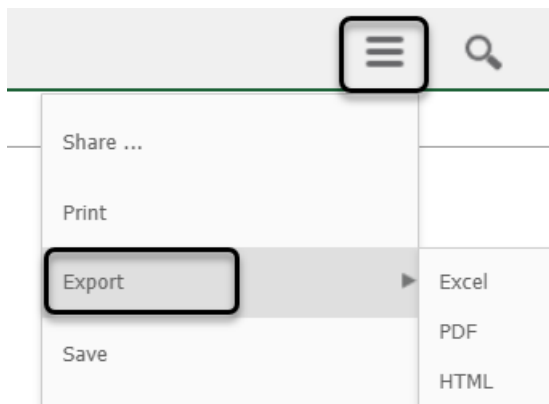 Share ...
Print
Export
Excel
PDF
Save
HTML